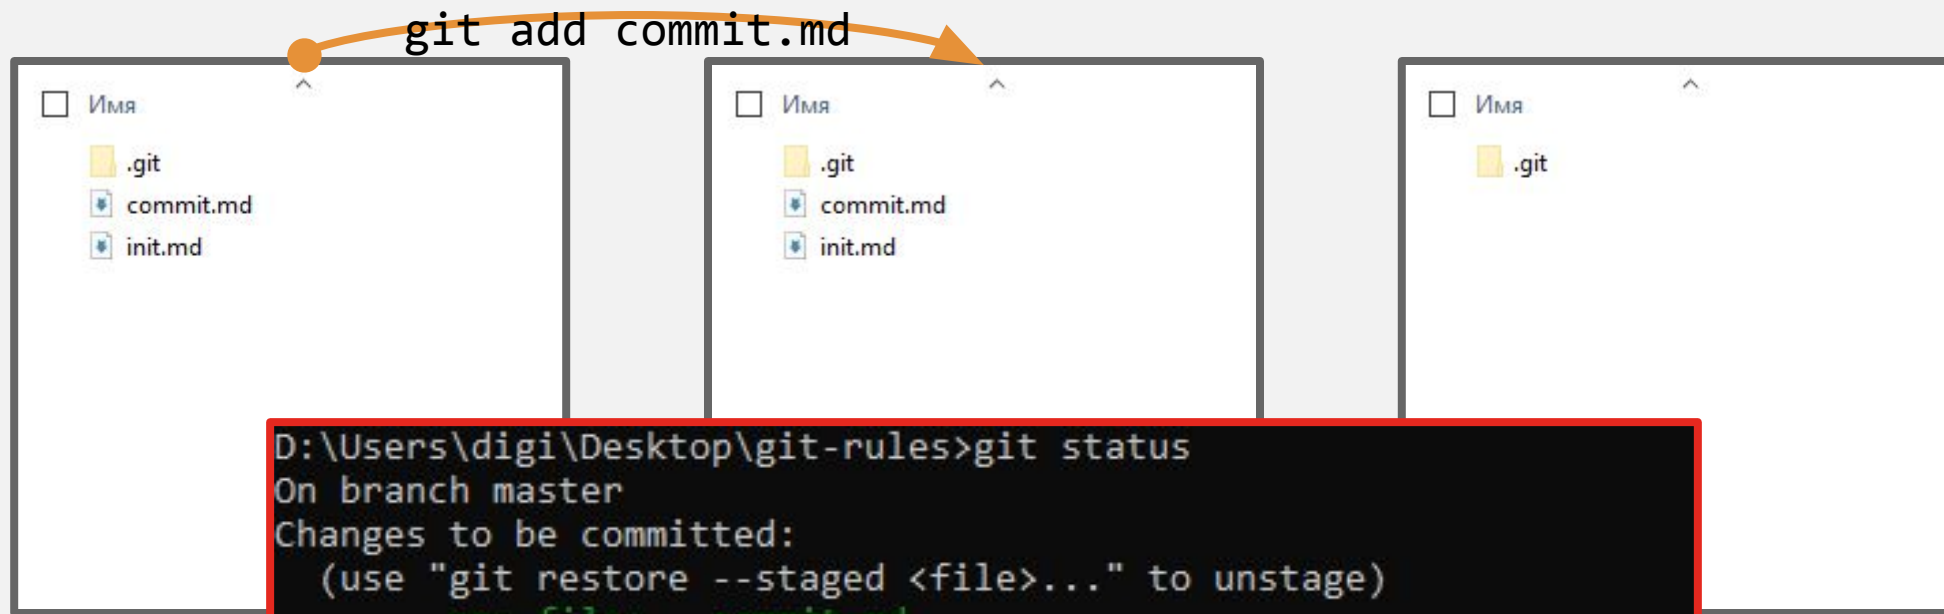 git add commit.md
Имя
.git
commit.md
init.md
Имя
.git
commit.md
init.md
Имя
.git
D:\Users\digi\Desktop\git-rules>git status
On branch master
Changes to be committed:
(use "git restore --staged <file>..." to unstage)